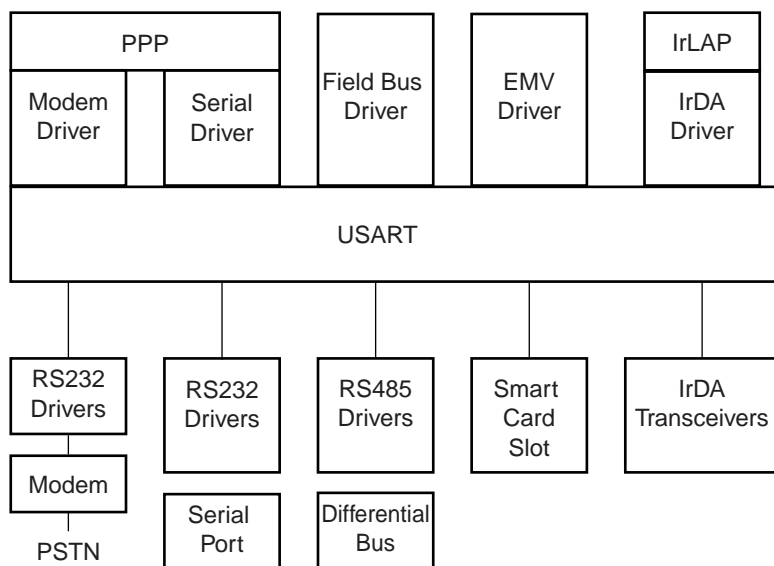 PPP
IrLAP
Modem
Driver
Serial
Driver
Field Bus
Driver
EMV
Driver
IrDA
Driver
USART
RS232
Drivers
RS232
Drivers
RS485
Drivers
Smart
Card
Slot
IrDA
Transceivers
Modem
PSTN
Serial
Port
Differential
Bus